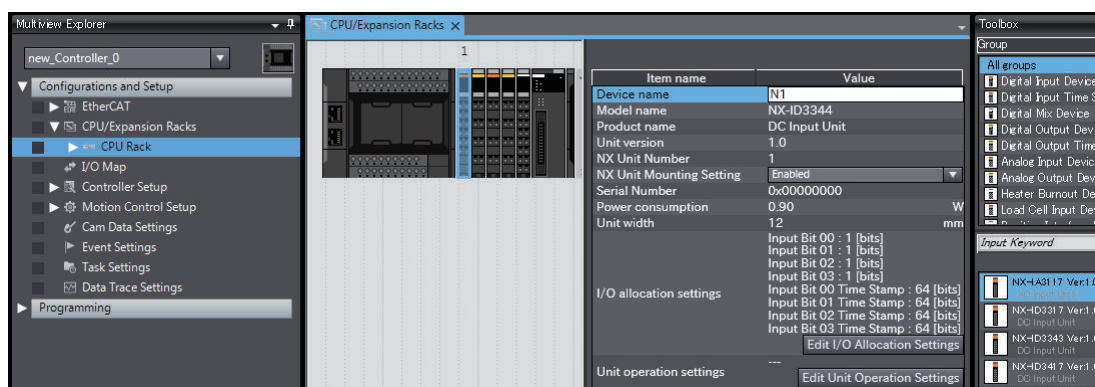 Multiview Explorer
new_Controller_0
Configurations and Setup
EtherCAT
CPU/Expansion Racks
CPU Rack
I/O Map
Controller Setup
Motion Control Setup
Cam Data Settings
Event Settings
Task Settings
Data Trace Settings
Programming
CPU/Expansion Racks
1
Item name Value
Device name N1
Model name NX-ID3344
Product name DC Input Unit
Unit version 1.0
NX Unit Number 1
NX Unit Mounting Setting Enabled
Serial Number 0x00000000
Power consumption 0.90 W
Unit width 12 mm
I/O allocation settings
Input Bit 00 : 1 [bits]
Input Bit 01 : 1 [bits]
Input Bit 02 : 1 [bits]
Input Bit 03 : 1 [bits]
Input Bit 00 Time Stamp : 64 [bits]
Input Bit 01 Time Stamp : 64 [bits]
Input Bit 02 Time Stamp : 64 [bits]
Input Bit 03 Time Stamp : 64 [bits]
Edit I/O Allocation Settings
Unit operation settings ---
Edit Unit Operation Settings
Toolbox
Group
All groups
Digital Input Device
Digital Input Time S
Digital Mix Device
Digital Output Dev
Digital Output Time
Analog Input Devic
Analog Output Dev
Heater Burnout De
Load Cell Input De
Input Keyword
NX-IA3117 Ver.1.0
NX-ID3317 Ver.1.
DC Input Unit
NX-ID3343 Ver.1.
DC Input Unit
NX-ID3417 Ver.1.
DC Input Unit